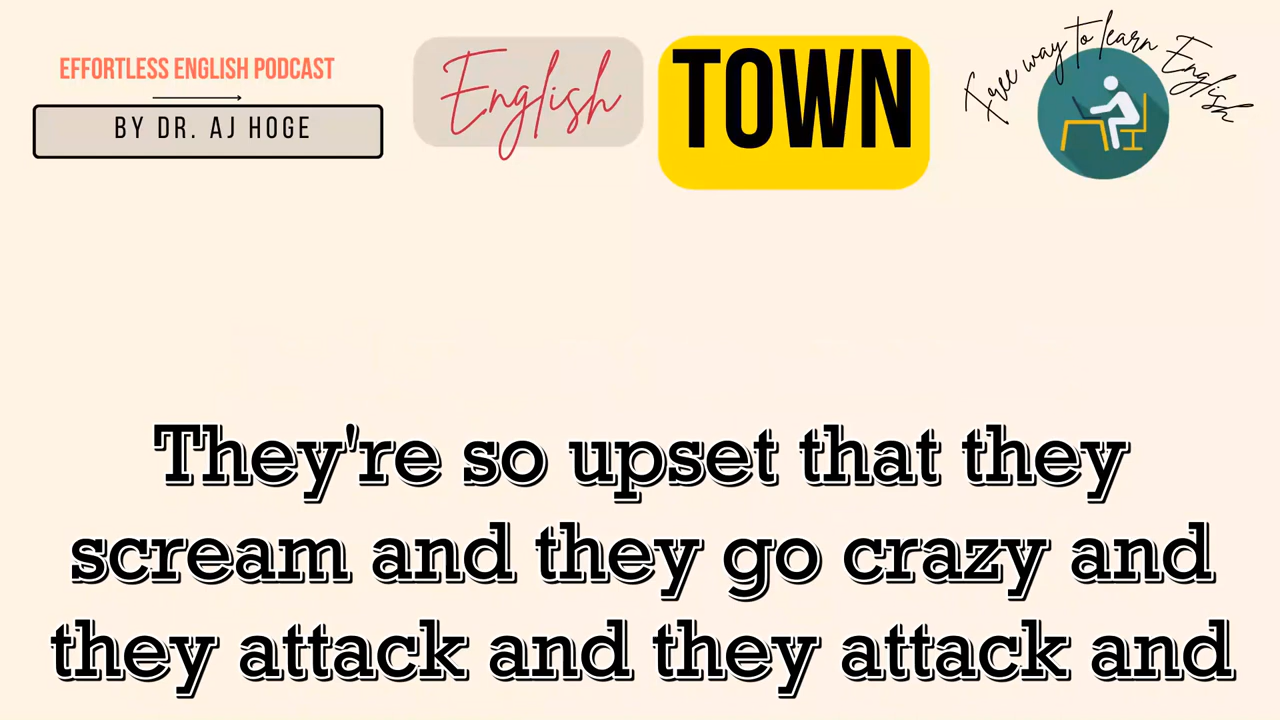 EFFORTLESS ENGLISH PODCAST
BY DR. AJ HOGE
English
TOWN
Free way to learn English
They're so upset that they
scream and they go crazy and
they attack and they attack and